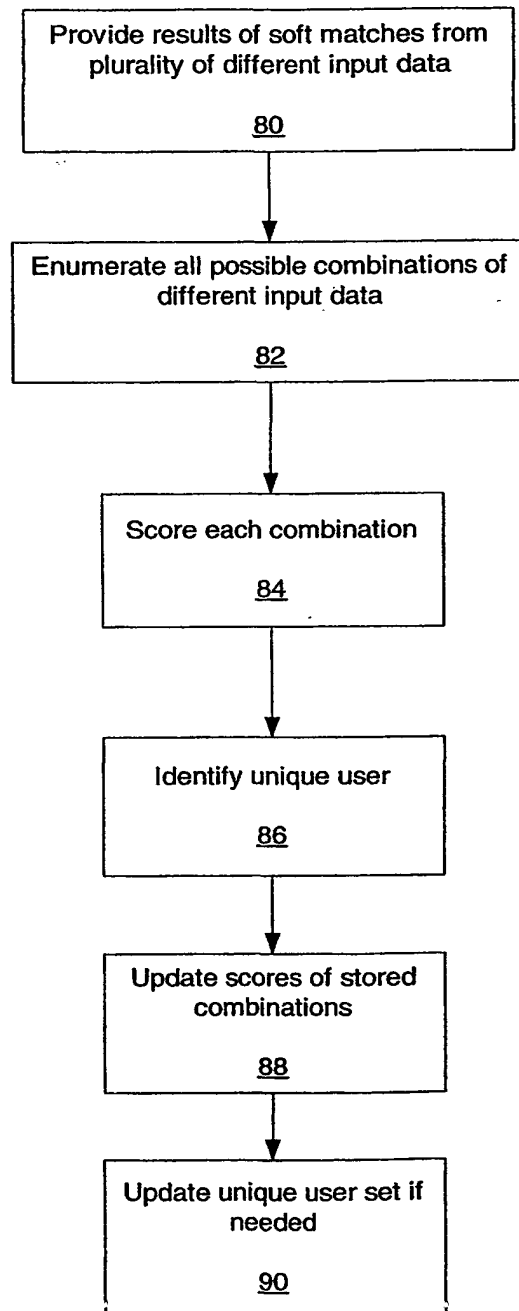 Provide results of soft matches from
plurality of different input data
80
Enumerate all possible combinations of
different input data
82
Score each combination
84
Identify unique user
86
Update scores of stored
combinations
88
Update unique user set if
needed
90